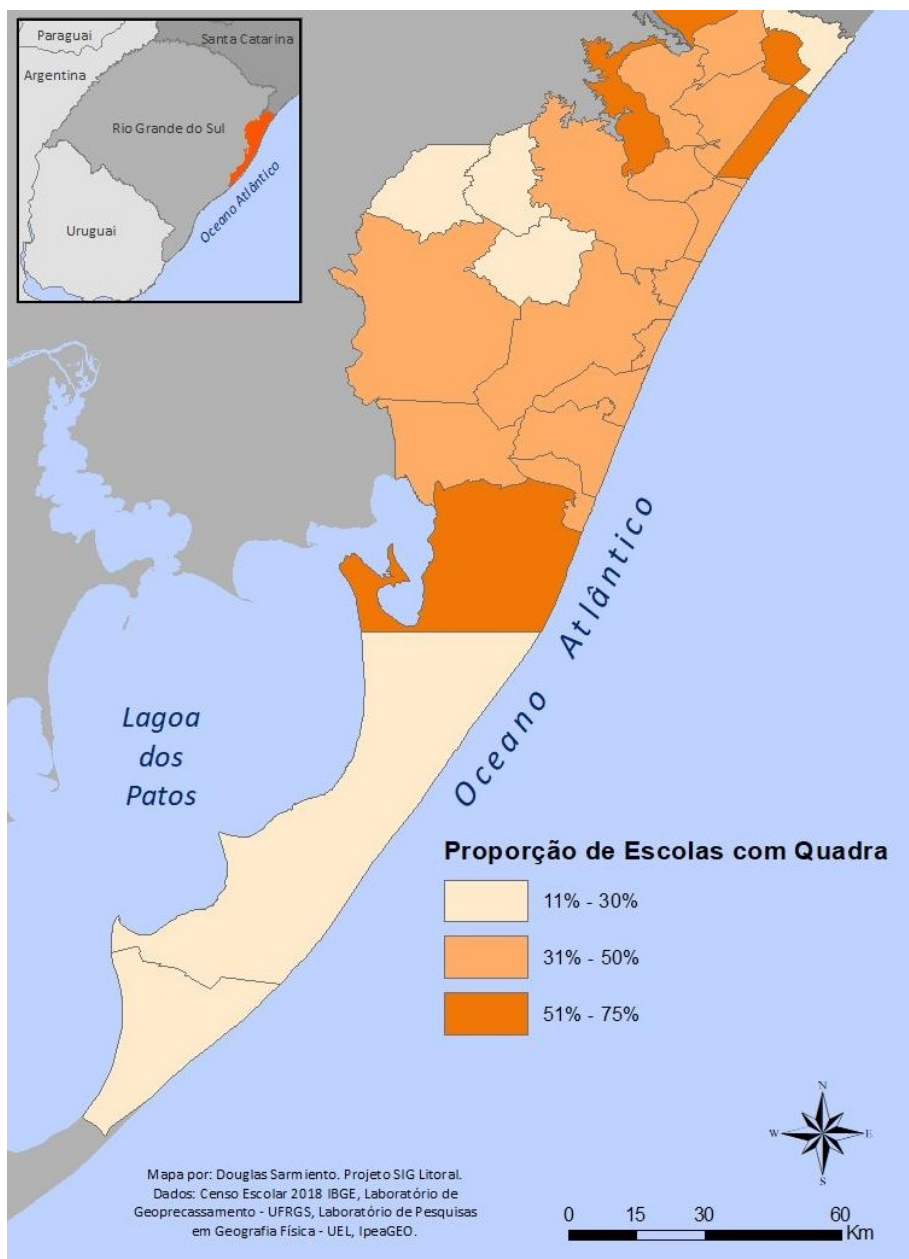 Paraguai
Santa Catarina
Argentina
Rio Grande do Sul
Oceano Atlântico
Uruguai
Oceano Atlântico
Lagoa
dos
Patos
Proporção de Escolas com Quadra
11% - 30%
31% - 50%
51% - 75%
N
W
E
S
Mapa por: Douglas Sarmiento. Projeto SIG Litoral.
Dados: Censo Escolar 2018 IBGE, Laboratório de
Geoprecassamento - UFRGS, Laboratório de Pesquisas
em Geografia Física - UEL, IpeaGEO.
0 15 30 60
Km